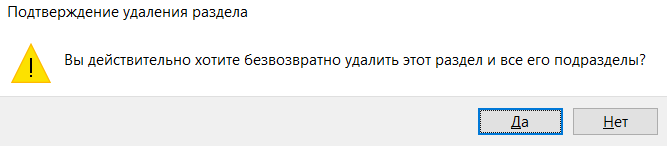 Подтверждение удаления раздела
Вы действительно хотите безвозвратно удалить этот раздел и все его подразделы?
Да
Нет